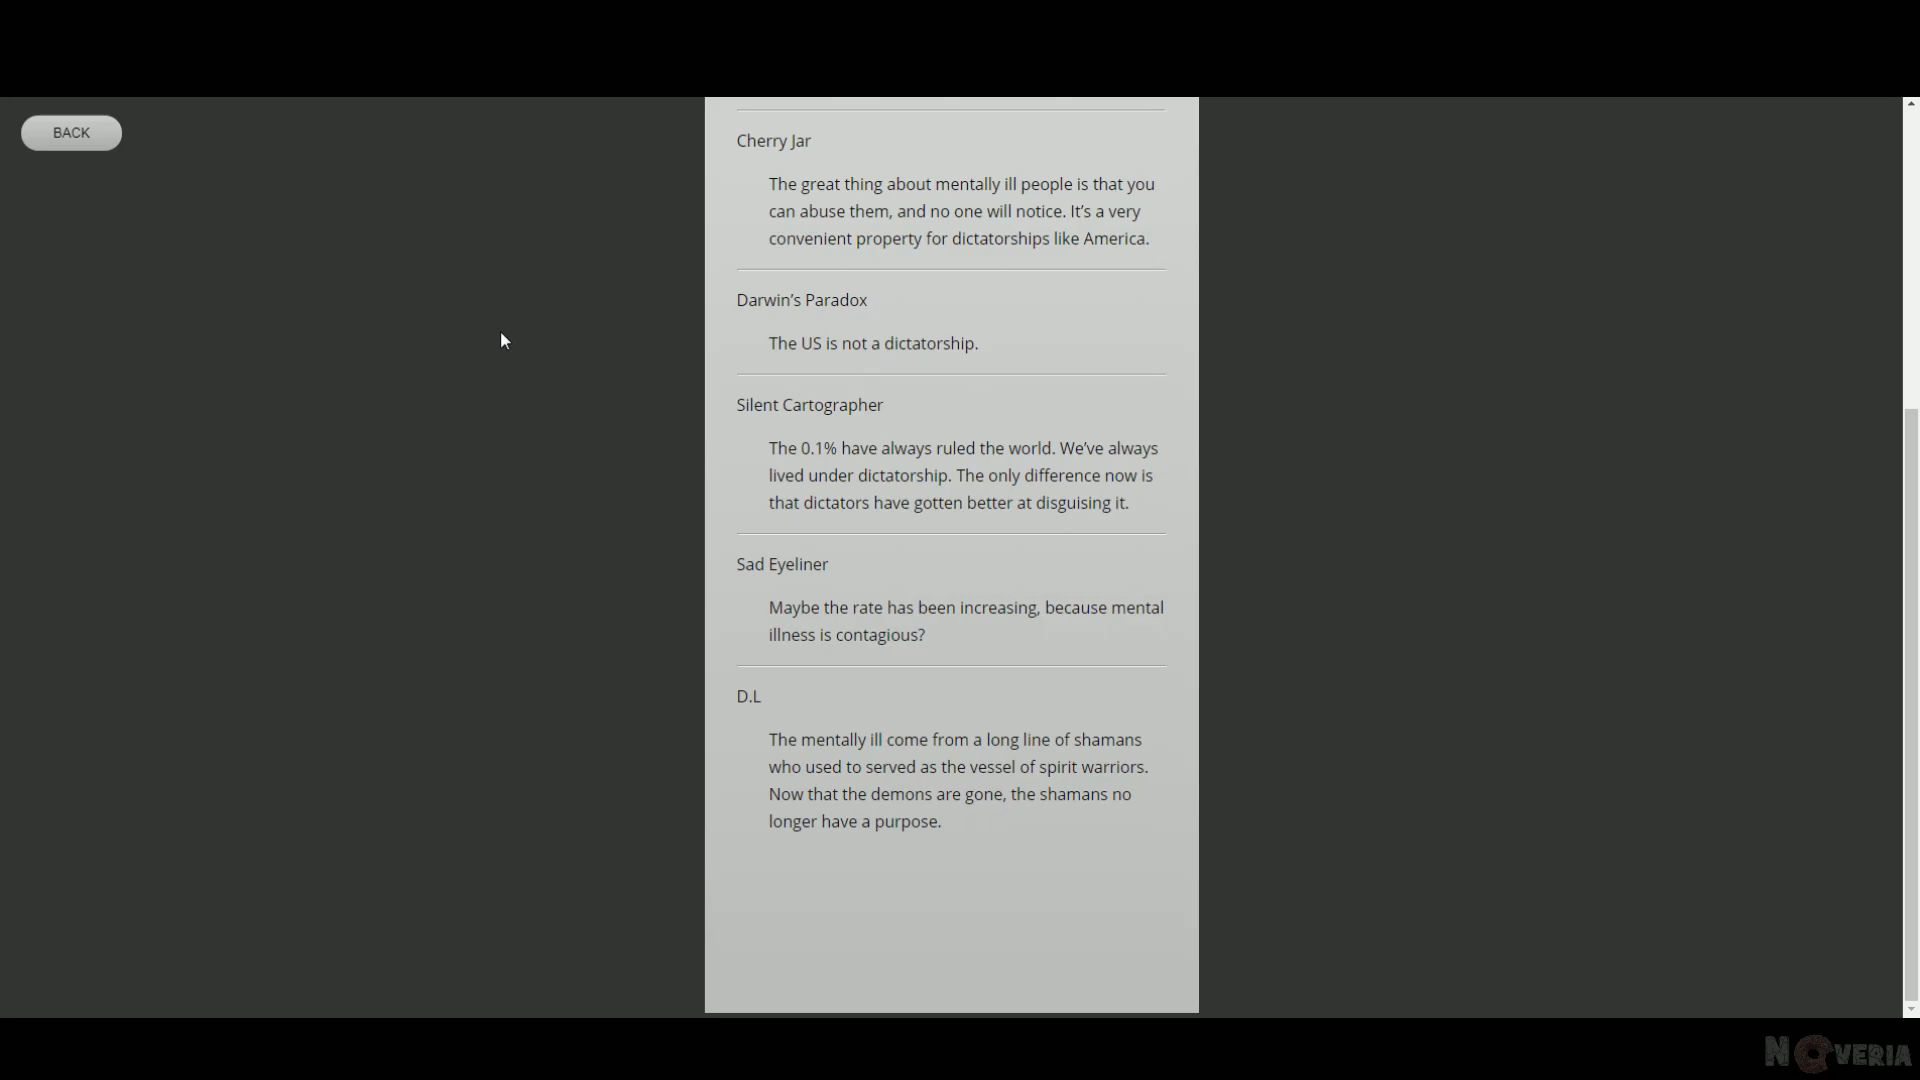 BACK
Cherry Jar
The great thing about mentally ill people is that you
can abuse them, and no one will notice. It’s a very
convenient property for dictatorships like America.
Darwin’s Paradox
The US is not a dictatorship.
Silent Cartographer
The 0.1% have always ruled the world. We’ve always
lived under dictatorship. The only difference now is
that dictators have gotten better at disguising it.
Sad Eyeliner
Maybe the rate has been increasing, because mental
illness is contagious?
D.L
The mentally ill come from a long line of shamans
who used to served as the vessel of spirit warriors.
Now that the demons are gone, the shamans no
longer have a purpose.
NOVERIA